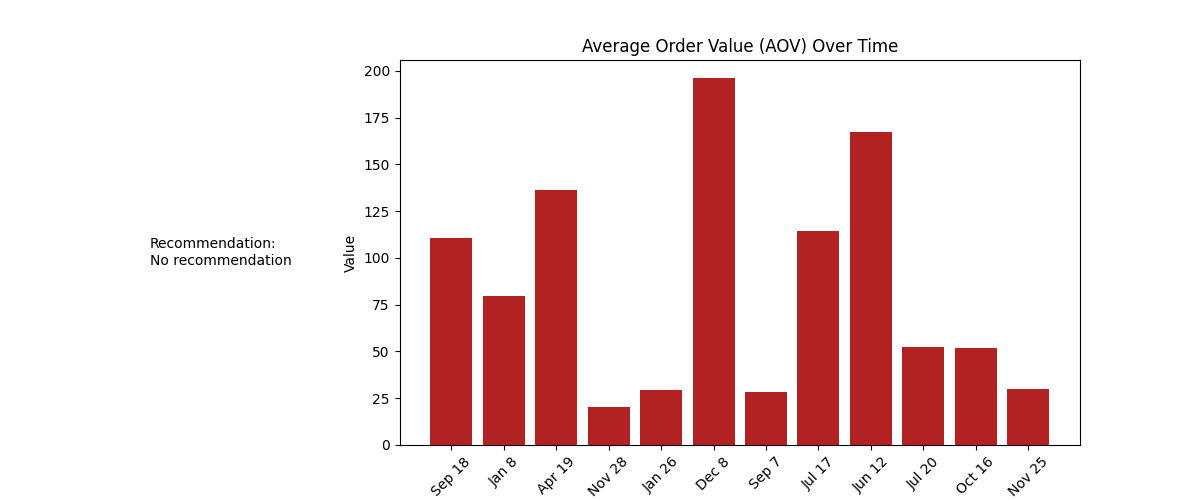 Average Order Value (AOV) Over Time
Recommendation:
No recommendation
Value
200
175
150
125
100
75
50
25
0
Sep 18
Jan 8
Apr 19
Nov 28
Jan 26
Dec 8
Sep 7
Jul 17
Jun 12
Jul 20
Oct 16
Nov 25